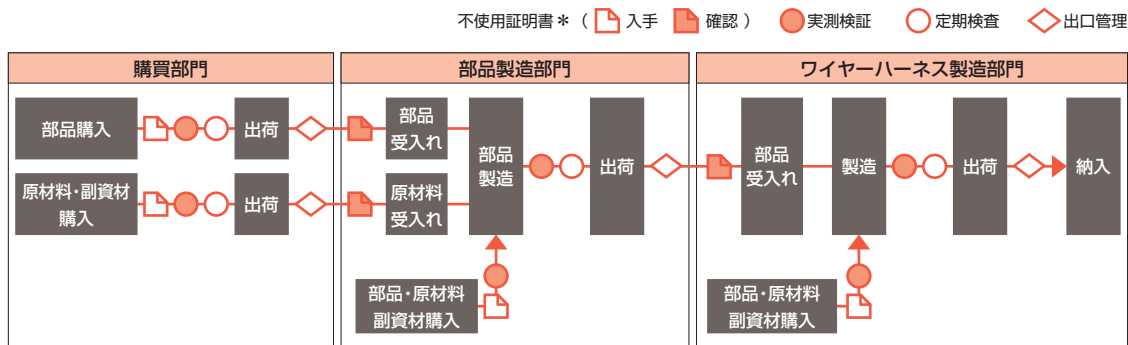 不使用証明書＊（ 入手 確認 ） 実測検証 定期検査 出口管理
購買部門
部品購入
出荷
原材料・副資材
購入
出荷
部品製造部門
部品
受入れ
原材料
受入れ
部品
製造
出荷
部品・原材料
副資材購入
ワイヤーハーネス製造部門
部品
受入れ
製造
出荷
納入
部品・原材料
副資材購入